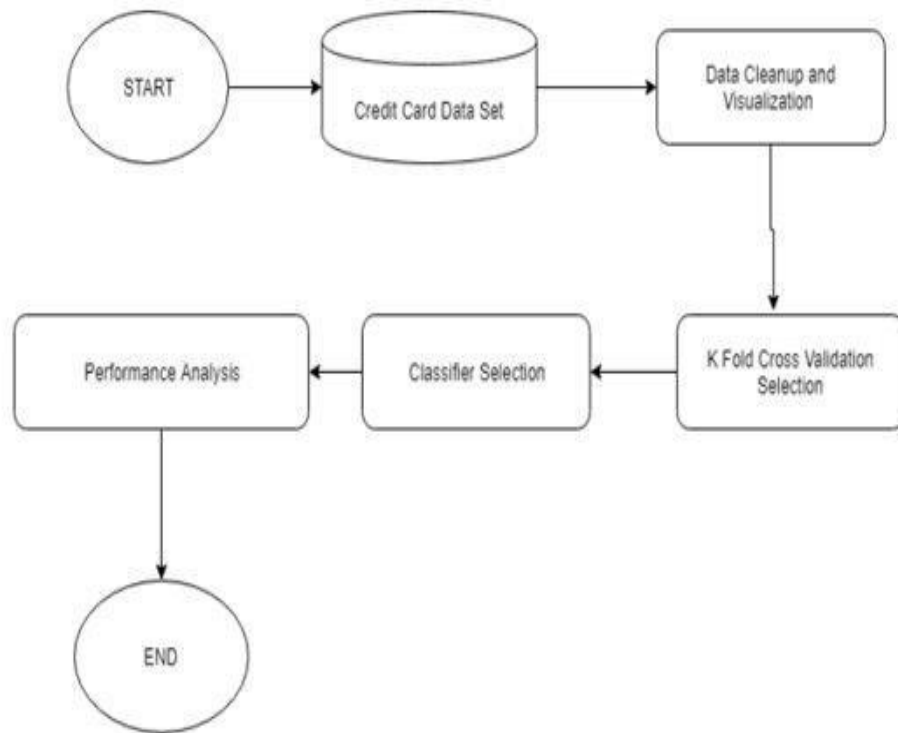 START
Credit Card Data Set
Data Cleanup and
Visualization
K Fold Cross Validation
Selection
Classifier Selection
Performance Analysis
END